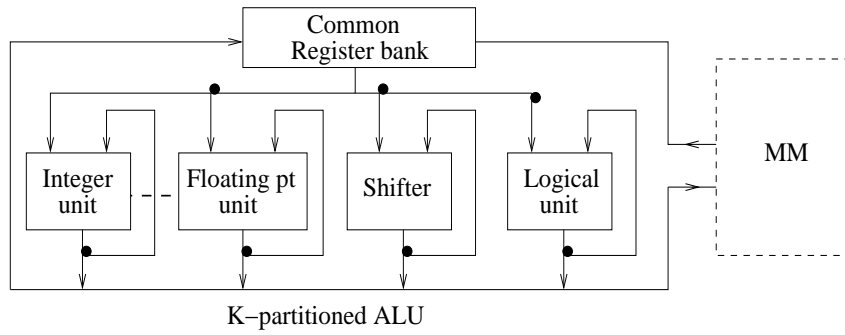 Common
Register bank
MM
Integer
unit
Floating pt
unit
Shifter
Logical
unit
K−partitioned ALU